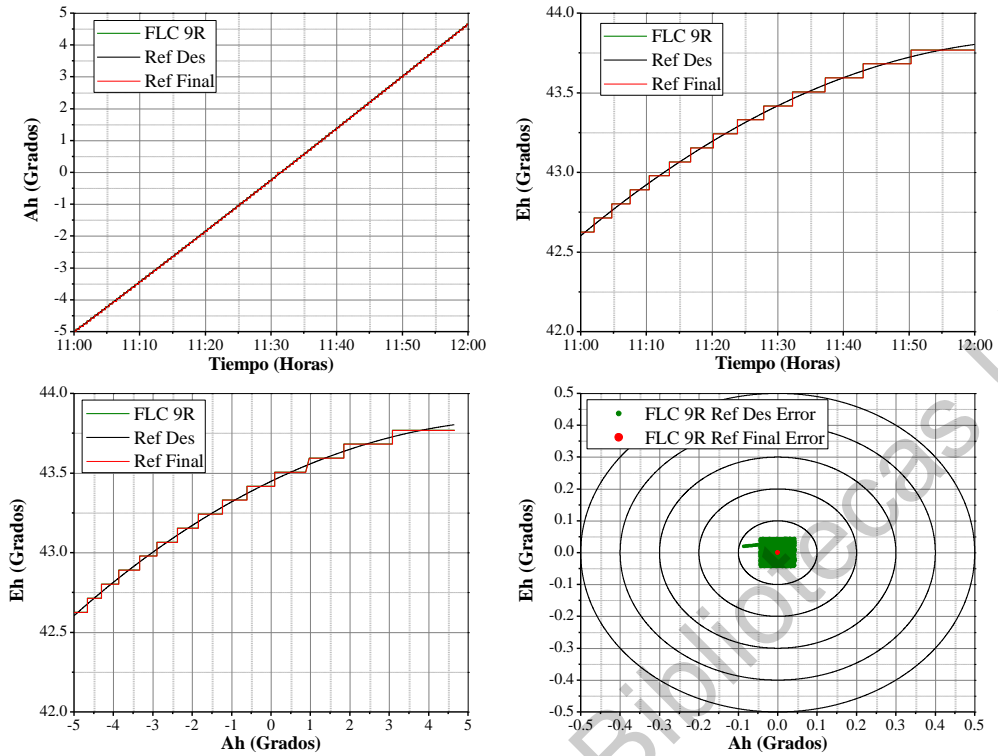 5
4
3
2
1
0
-1
-2
-3
-4
-5
Ah (Grados)
FLC 9R
Ref Des
Ref Final
11:00 11:10 11:20 11:30 11:40 11:50 12:00
Tiempo (Horas)
44.0
43.5
43.0
42.5
42.0
Eh (Grados)
FLC 9R
Ref Des
Ref Final
11:00 11:10 11:20 11:30 11:40 11:50 12:00
Tiempo (Horas)
44.0
43.5
43.0
42.5
42.0
Eh (Grados)
FLC 9R
Ref Des
Ref Final
-5 -4 -3 -2 -1 0 1 2 3 4 5
Ah (Grados)
0.5
0.4
0.3
0.2
0.1
0.0
-0.1
-0.2
-0.3
-0.4
-0.5
Eh (Grados)
FLC 9R Ref Des Error
FLC 9R Ref Final Error
-0.5 -0.4 -0.3 -0.2 -0.1 0.0 0.1 0.2 0.3 0.4 0.5
Ah (Grados)
Bibliotecas